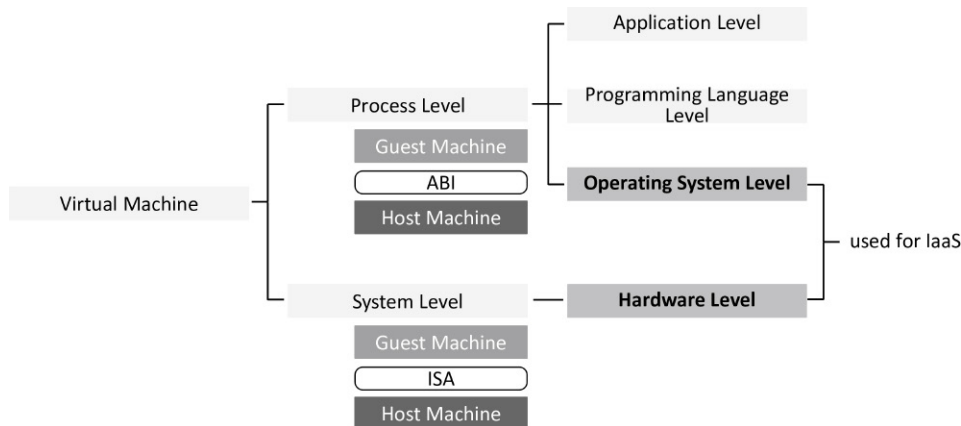 Application Level
Process Level
Programming Language
Level
Guest Machine
ABI
Operating System Level
Virtual Machine
Host Machine
used for IaaS
System Level
Hardware Level
Guest Machine
ISA
Host Machine